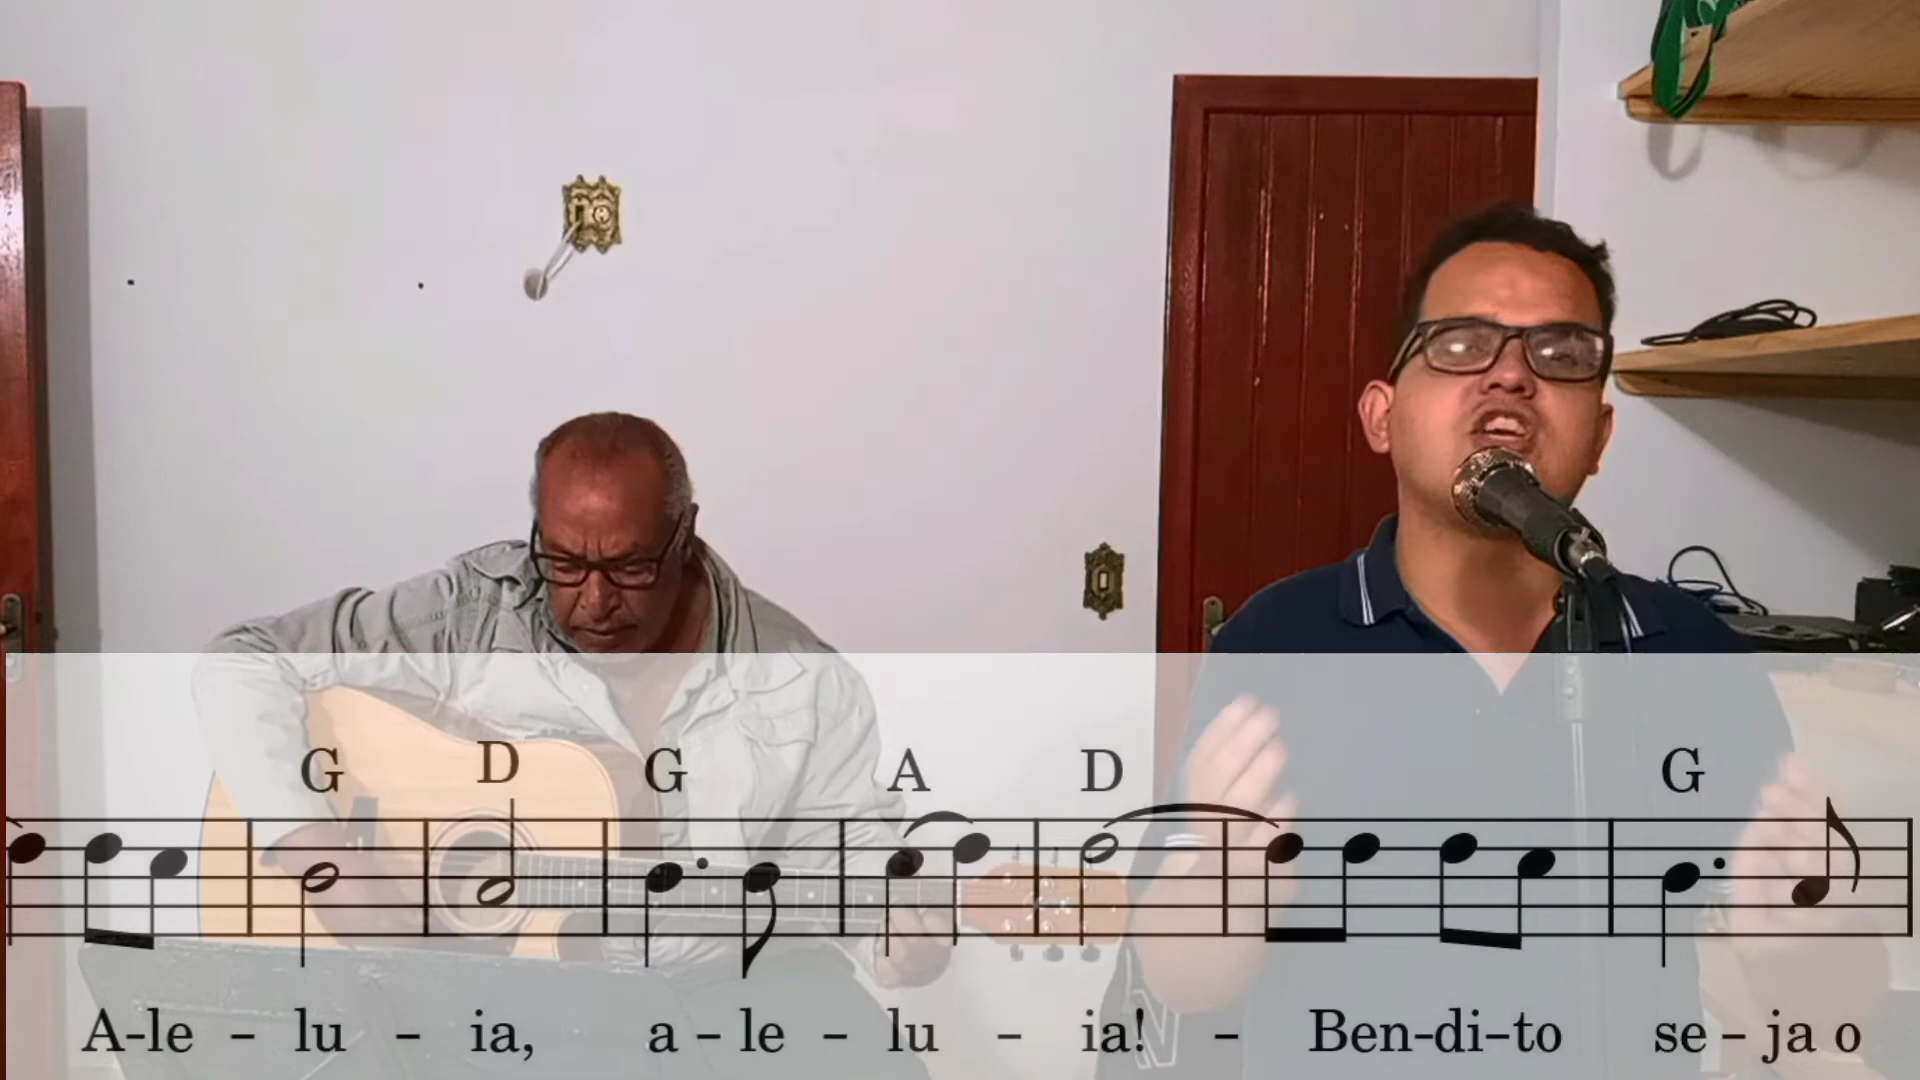 G D G A D G
A-le - lu - ia, a - le - lu - ia! - Ben-di-to se - ja o
N